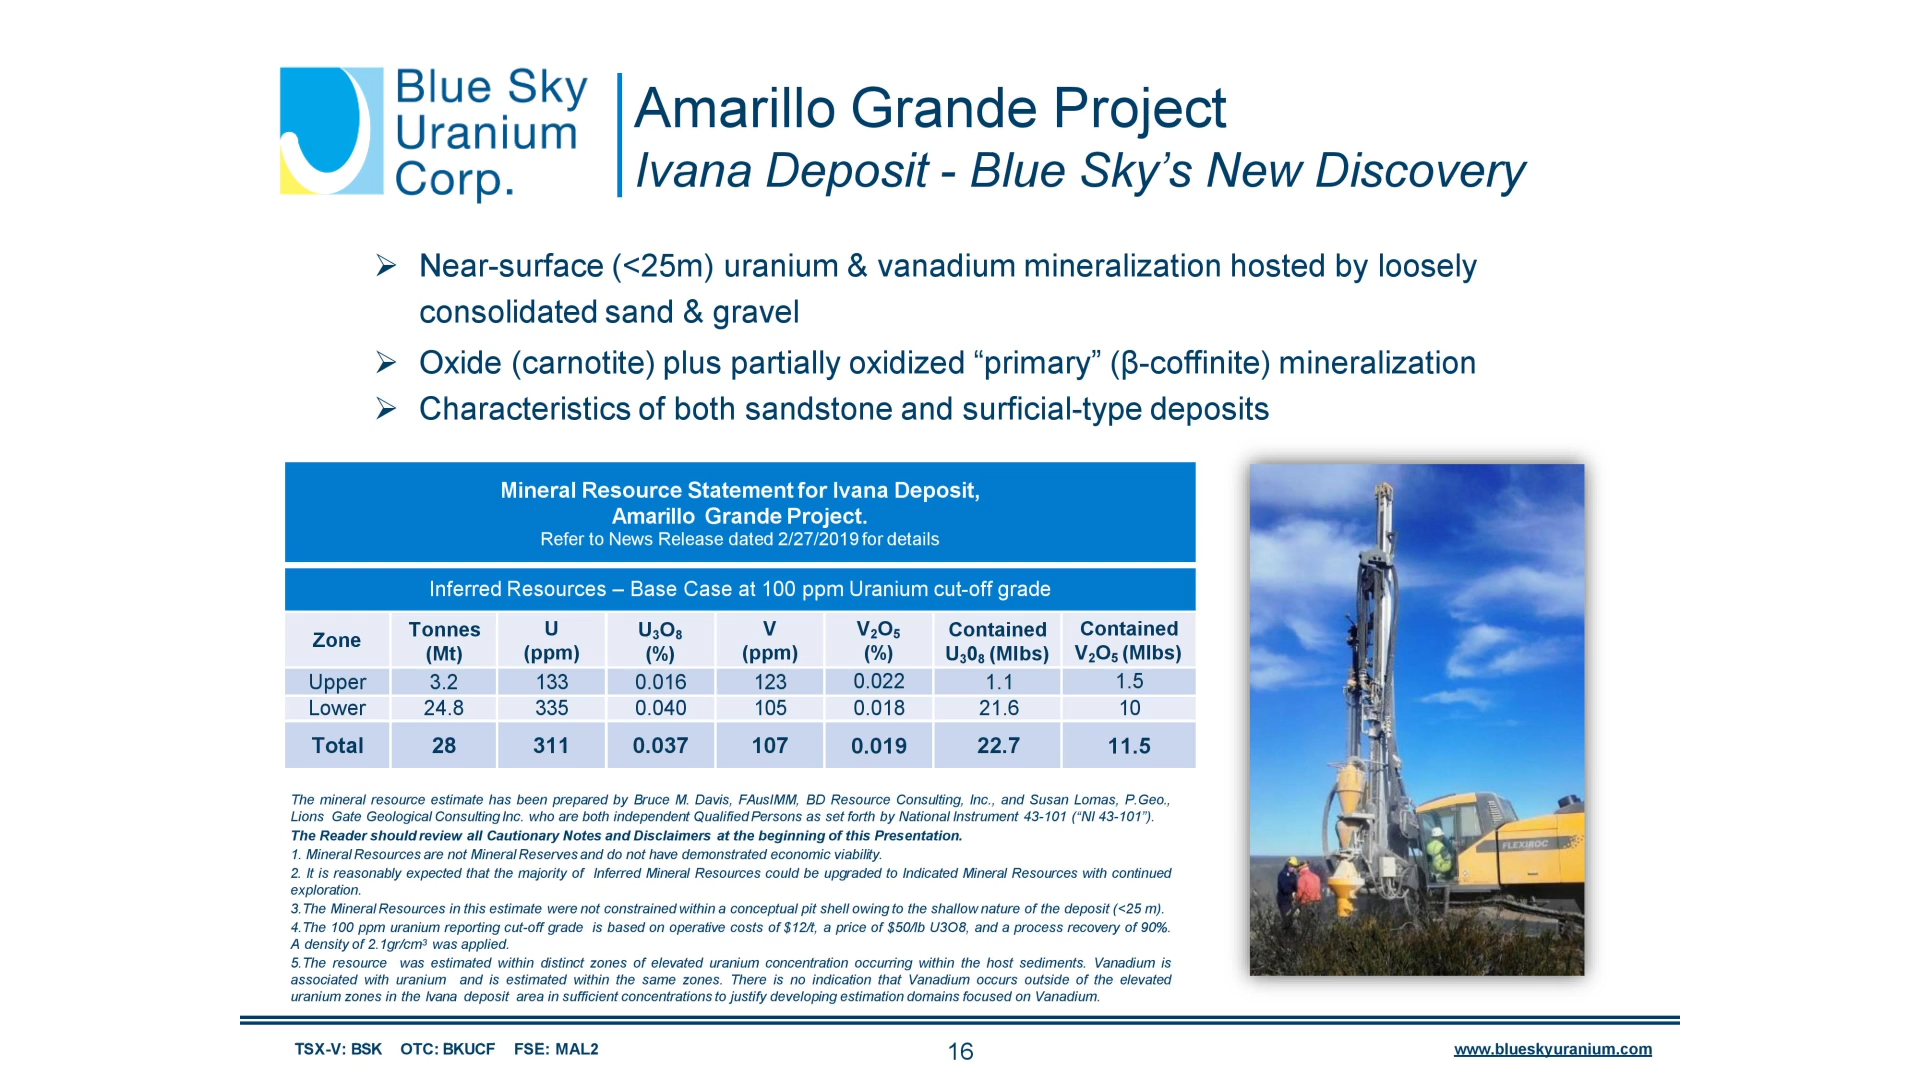 Blue Sky
Uranium
Corp.
Amarillo Grande Project
Ivana Deposit - Blue Sky’s New Discovery
➢ Near-surface (<25m) uranium & vanadium mineralization hosted by loosely
consolidated sand & gravel
➢ Oxide (carnotite) plus partially oxidized “primary” (β-coffinite) mineralization
➢ Characteristics of both sandstone and surficial-type deposits
Mineral Resource Statement for Ivana Deposit,
Amarillo Grande Project.
Refer to News Release dated 2/27/2019 for details
Inferred Resources – Base Case at 100 ppm Uranium cut-off grade
Zone Tonnes (Mt) U (ppm) U₃O₈ (%) V (ppm) V₂O₅ (%) Contained U₃0₈ (Mlbs) Contained V₂O₅ (Mlbs)
Upper 3.2 133 0.016 123 0.022 1.1 1.5
Lower 24.8 335 0.040 105 0.018 21.6 10
Total 28 311 0.037 107 0.019 22.7 11.5
The mineral resource estimate has been prepared by Bruce M. Davis, FAusIMM, BD Resource Consulting, Inc., and Susan Lomas, P.Geo.,
Lions Gate Geological Consulting Inc. who are both independent Qualified Persons as set forth by National Instrument 43-101 (“NI 43-101”).
The Reader should review all Cautionary Notes and Disclaimers at the beginning of this Presentation.
1. Mineral Resources are not Mineral Reserves and do not have demonstrated economic viability.
2. It is reasonably expected that the majority of Inferred Mineral Resources could be upgraded to Indicated Mineral Resources with continued
exploration.
3.The Mineral Resources in this estimate were not constrained within a conceptual pit shell owing to the shallow nature of the deposit (<25 m).
4.The 100 ppm uranium reporting cut-off grade is based on operative costs of $12/t, a price of $50/lb U3O8, and a process recovery of 90%.
A density of 2.1gr/cm³ was applied.
5.The resource was estimated within distinct zones of elevated uranium concentration occurring within the host sediments. Vanadium is
associated with uranium and is estimated within the same zones. There is no indication that Vanadium occurs outside of the elevated
uranium zones in the Ivana deposit area in sufficient concentrations to justify developing estimation domains focused on Vanadium.
FLEXIROC
TSX-V: BSK OTC: BKUCF FSE: MAL2
16
www.blueskyuranium.com